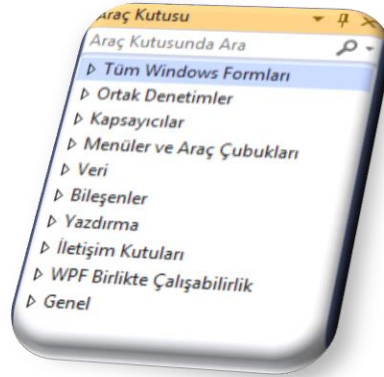 Araç Kutusu
Araç Kutusunda Ara
Tüm Windows Formları
Ortak Denetimler
Kapsayıcılar
Menüler ve Araç Çubukları
Veri
Bileşenler
Yazdırma
İletişim Kutuları
WPF Birlikte Çalışabilirlik
Genel